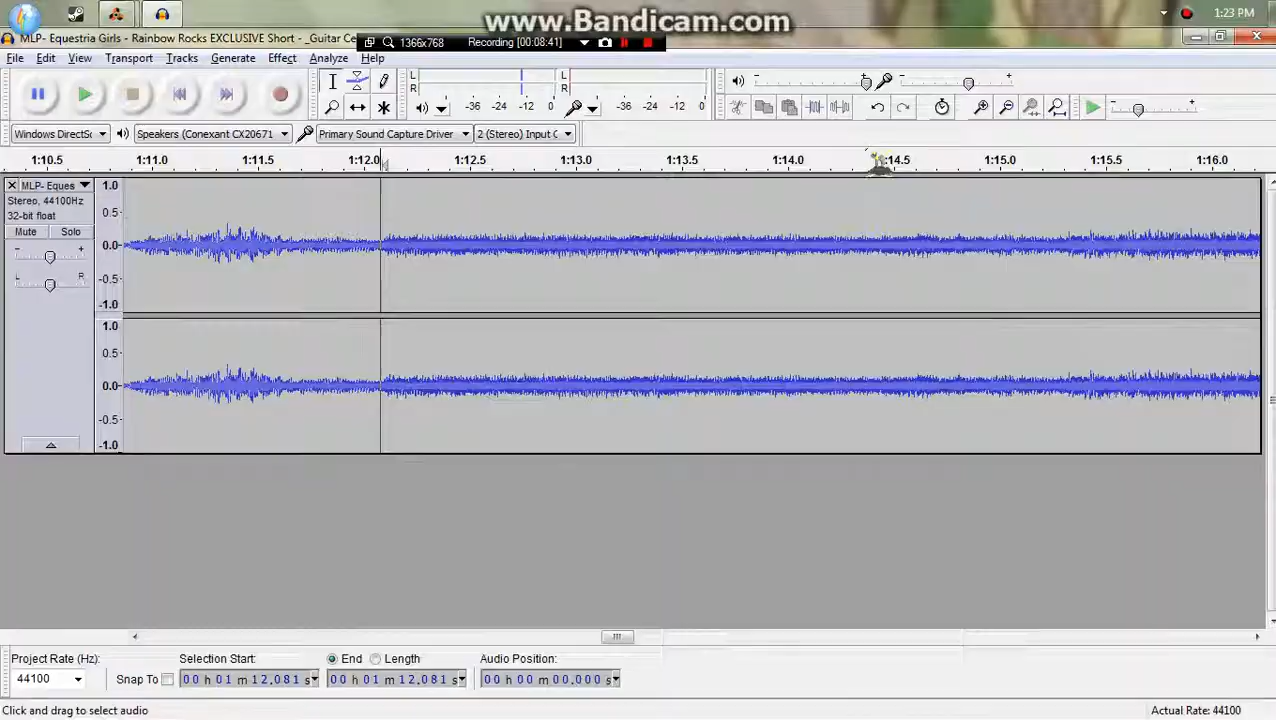 www.Bandicam.com
1:23 PM
MLP- Equestria Girls - Rainbow Rocks EXCLUSIVE Short - _Guitar Ce
1366x768 Recording [00:08:41]
File Edit View Transport Tracks Generate Effect Analyze Help
L R -36 -24 -12 0
L R -36 -24 -12 0
Windows DirectSc Speakers (Conexant CX20671 Primary Sound Capture Driver 2 (Stereo) Input C
1:10.5 1:11.0 1:11.5 1:12.0 1:12.5 1:13.0 1:13.5 1:14.0 1:14.5 1:15.0 1:15.5 1:16.0
MLP- Eques
Stereo, 44100Hz
32-bit float
Mute Solo
- +
L R
1.0
0.5
0.0
-0.5
-1.0
1.0
0.5
0.0
-0.5
-1.0
Project Rate (Hz): Selection Start: End Length Audio Position:
44100 Snap To 00 h 01 m 12.081 s 00 h 01 m 12.081 s 00 h 00 m 00.000 s
Click and drag to select audio Actual Rate: 44100